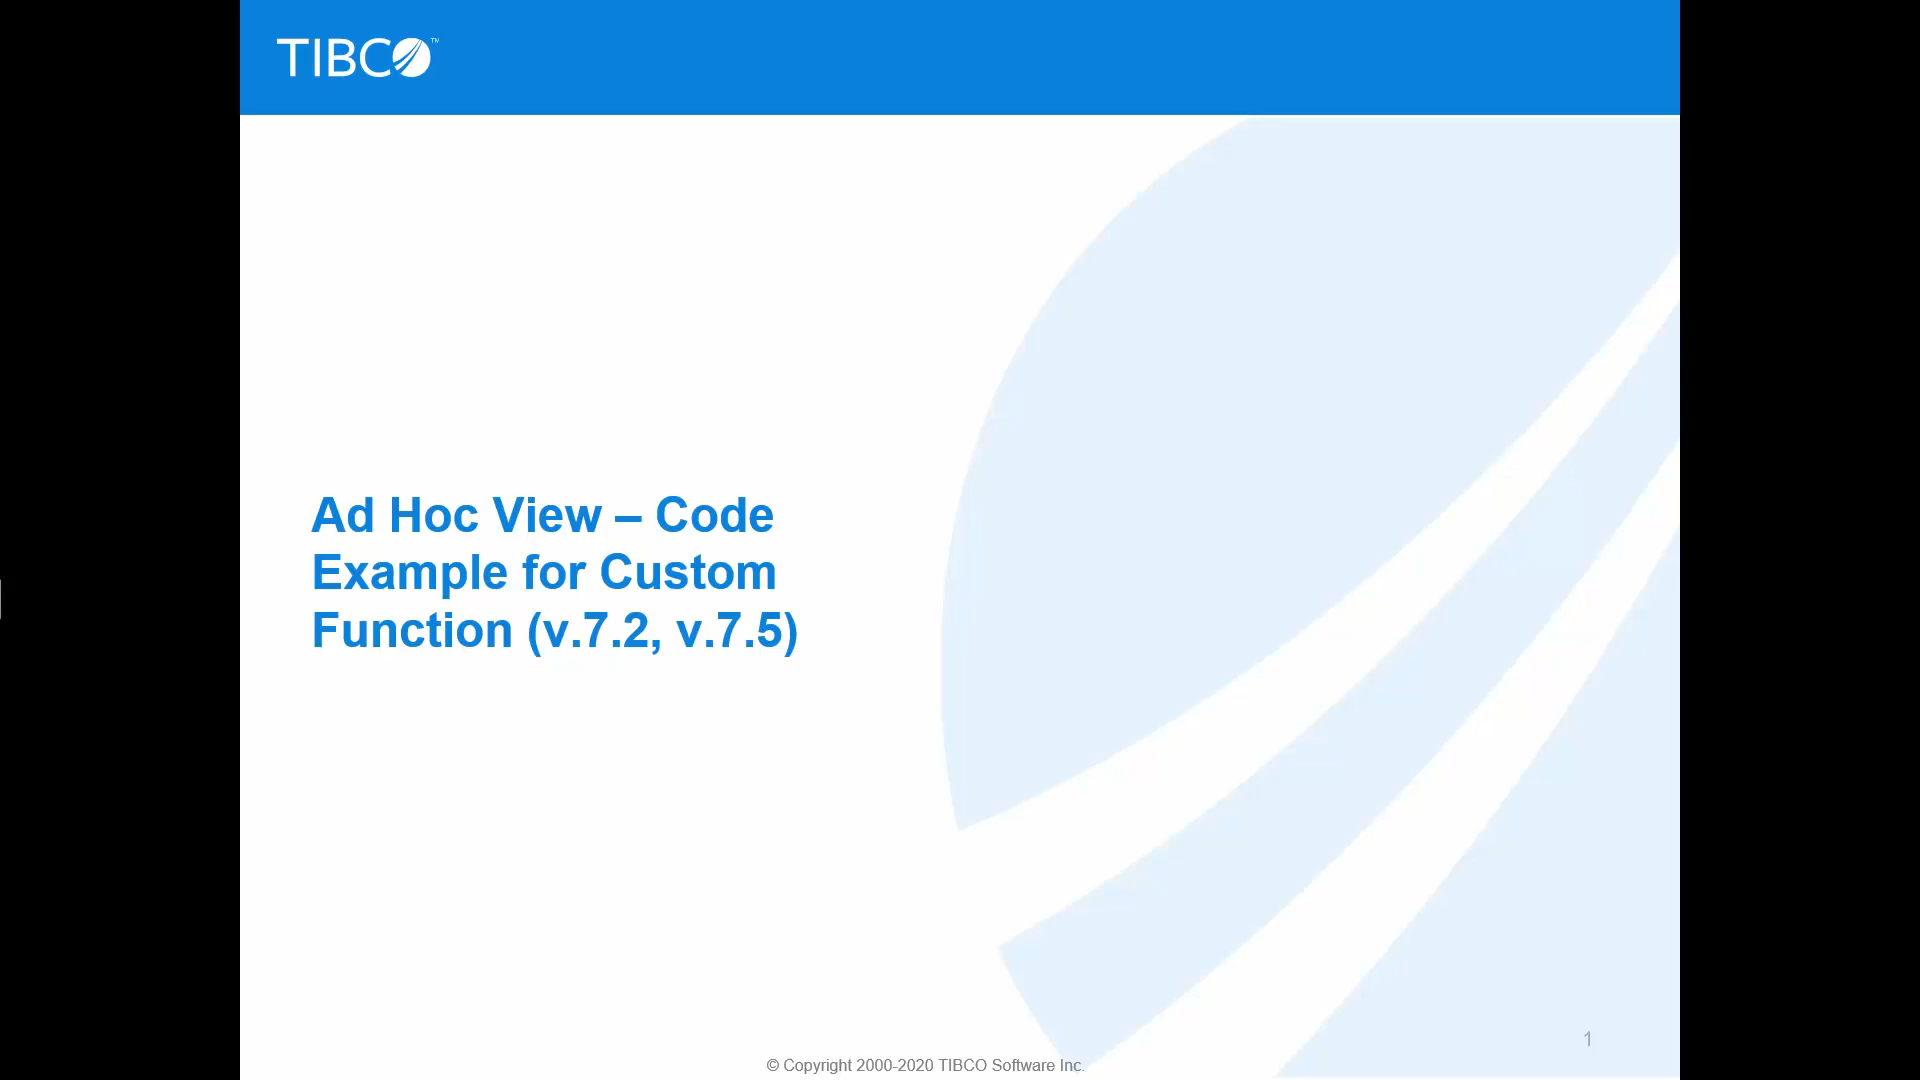 TIBCO™
Ad Hoc View – Code
Example for Custom
Function (v.7.2, v.7.5)
1
© Copyright 2000-2020 TIBCO Software Inc.